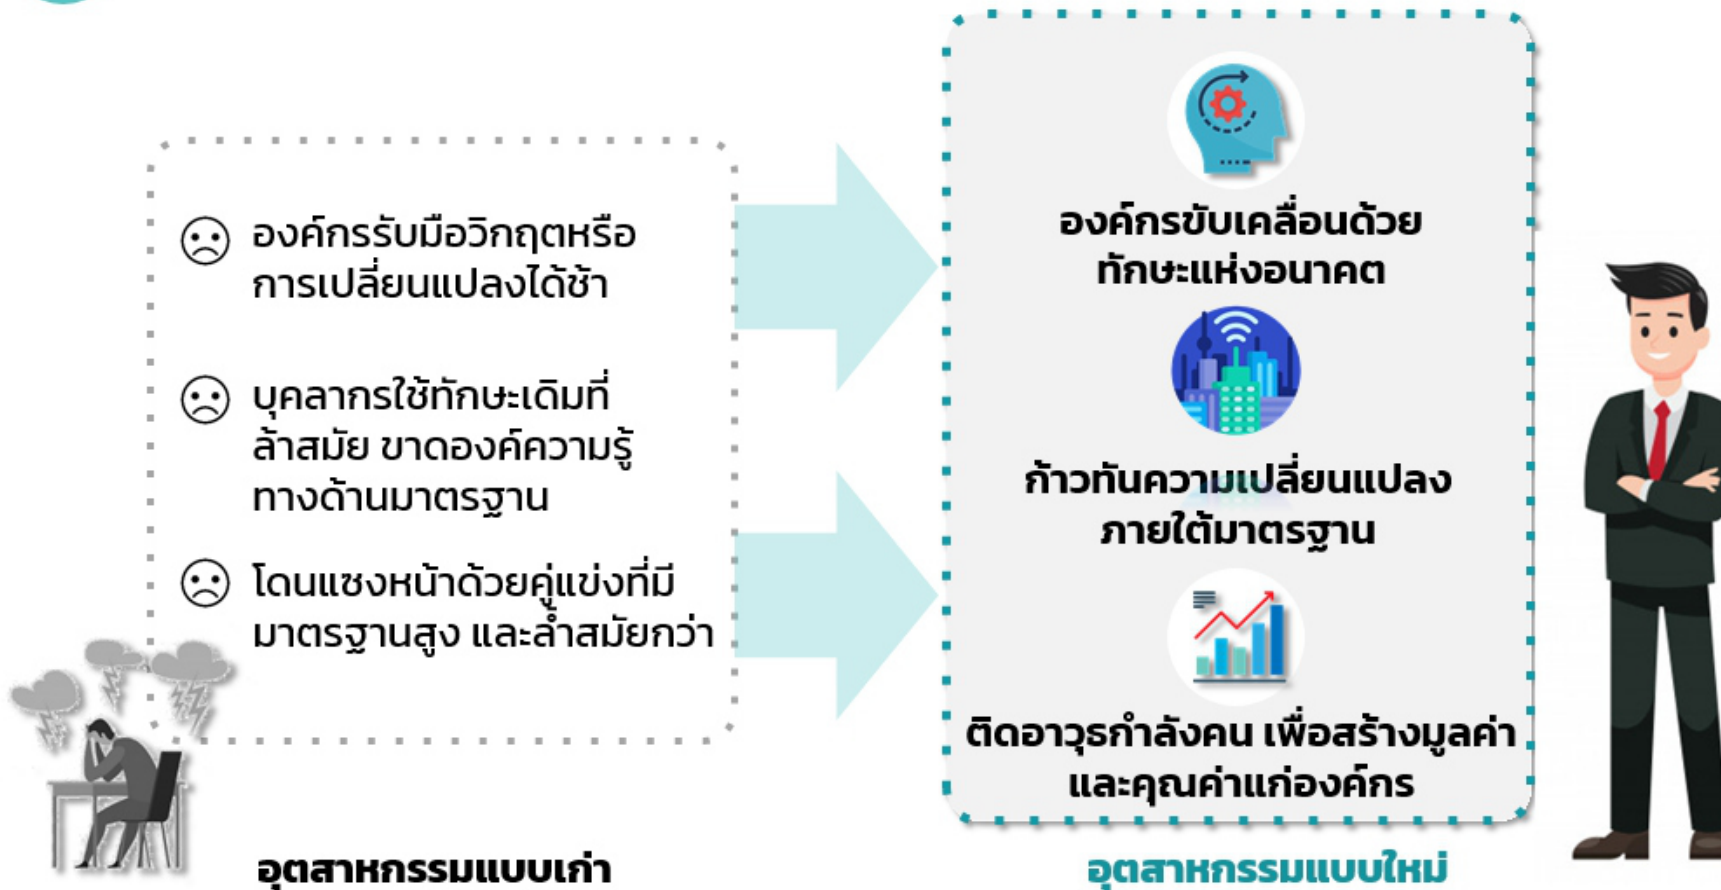 องค์กรรับมือวิกฤตหรือ
การเปลี่ยนแปลงได้ช้า
บุคลากรใช้ทักษะเดิมที่
ล้าสมัย ขาดองค์ความรู้
ทางด้านมาตรฐาน
โดนแซงหน้าด้วยคู่แข่งที่มี
มาตรฐานสูง และล้ำสมัยกว่า
อุตสาหกรรมแบบเก่า
องค์กรขับเคลื่อนด้วย
ทักษะแห่งอนาคต
ก้าวทันความเปลี่ยนแปลง
ภายใต้มาตรฐาน
ติดอาวุธกำลังคน เพื่อสร้างมูลค่า
และคุณค่าแก่องค์กร
อุตสาหกรรมแบบใหม่